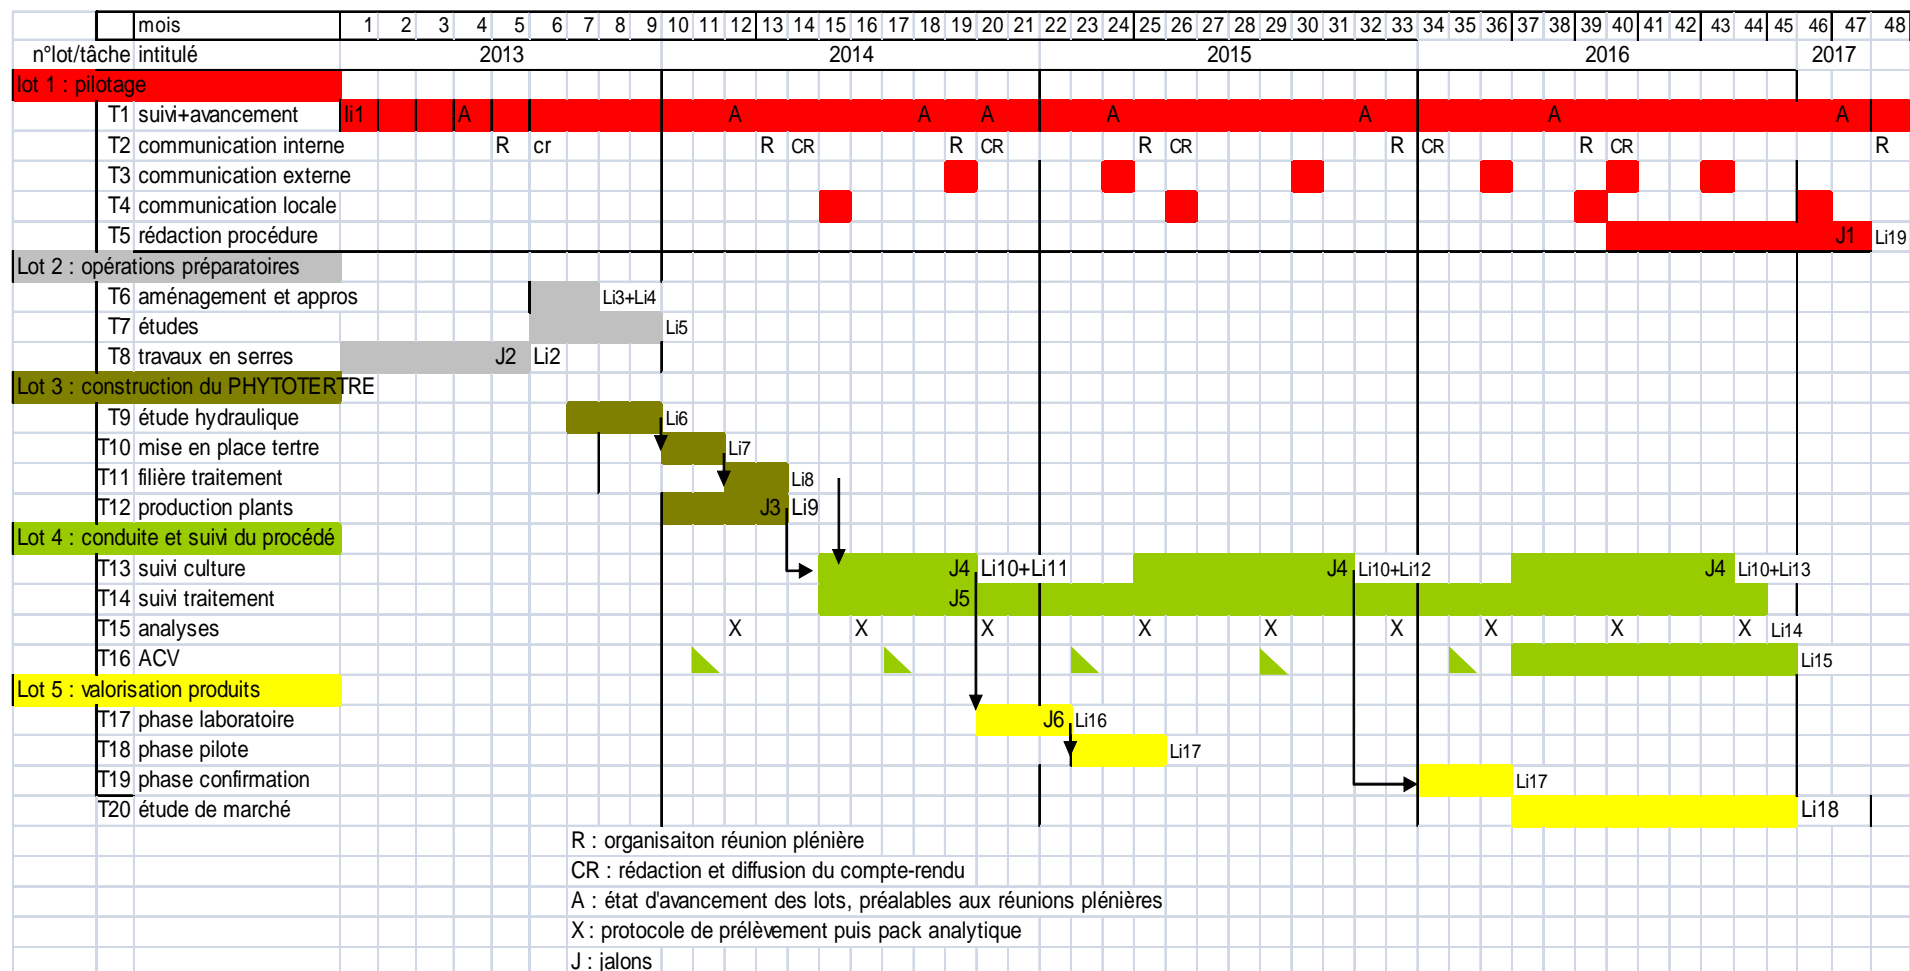 mois 1 2 3 4 5 6 7 8 9 10 11 12 13 14 15 16 17 18 19 20 21 22 23 24 25 26 27 28 29 30 31 32 33 34 35 36 37 38 39 40 41 42 43 44 45 46 47 48
n°lot/tâche intitulé 2013 2014 2015 2016 2017
lot 1 : pilotage
T1 suivi+avancement li1 A A A A A A A A
T2 communication interne R cr R CR R CR R CR R CR R CR R
T3 communication externe
T4 communication locale
T5 rédaction procédure J1 Li19
Lot 2 : opérations préparatoires
T6 aménagement et appros Li3+Li4
T7 études Li5
T8 travaux en serres J2 Li2
Lot 3 : construction du PHYTOTERTRE
T9 étude hydraulique Li6
T10 mise en place tertre Li7
T11 filière traitement Li8
T12 production plants J3 Li9
Lot 4 : conduite et suivi du procédé
T13 suivi culture J4 Li10+Li11 J4 Li10+Li12 J4 Li10+Li13
T14 suivi traitement J5
T15 analyses X X X X X X X X X Li14
T16 ACV Li15
Lot 5 : valorisation produits
T17 phase laboratoire J6 Li16
T18 phase pilote Li17
T19 phase confirmation Li17
T20 étude de marché Li18
R : organisaiton réunion plénière
CR : rédaction et diffusion du compte-rendu
A : état d'avancement des lots, préalables aux réunions plénières
X : protocole de prélèvement puis pack analytique
J : jalons